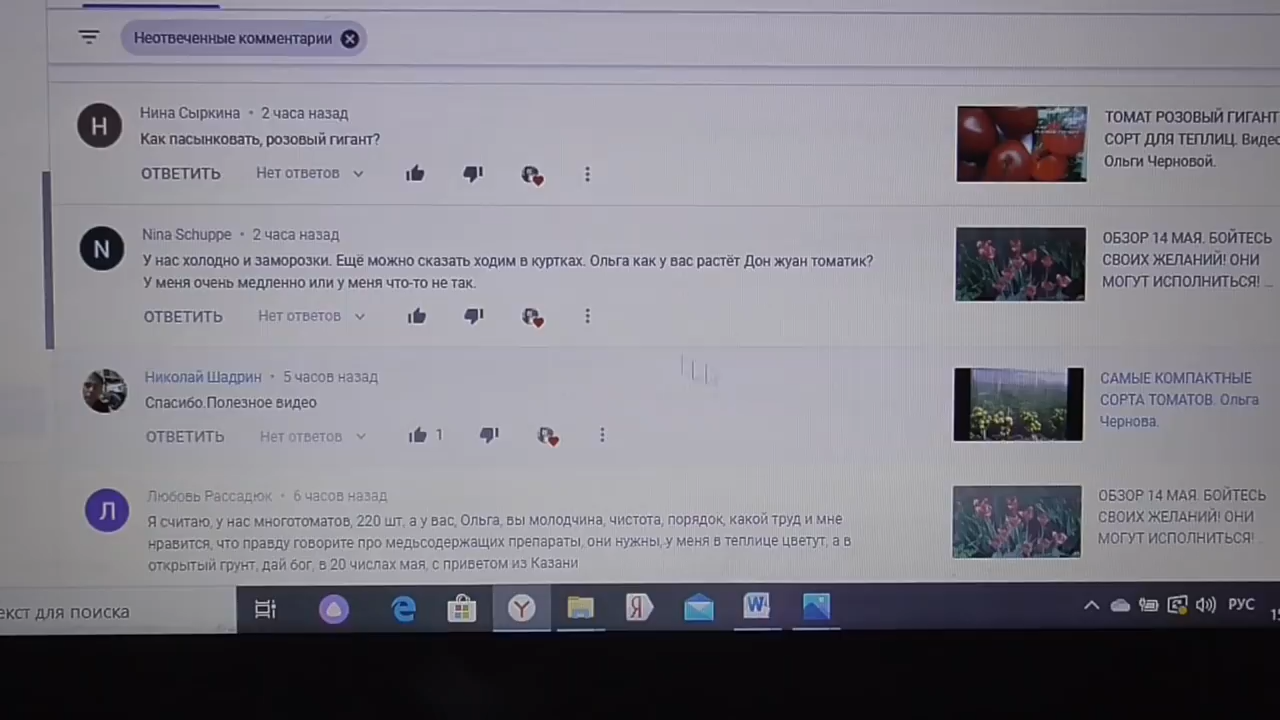 Неотвеченные комментарии
Н
Нина Сыркина • 2 часа назад
Как пасынковать, розовый гигант?
ОТВЕТИТЬ Нет ответов
ТОМАТ РОЗОВЫЙ ГИГАНТ
СОРТ ДЛЯ ТЕПЛИЦ. Видео
Ольги Черновой.
N
Nina Schuppe • 2 часа назад
У нас холодно и заморозки. Ещё можно сказать ходим в куртках. Ольга как у вас растёт Дон жуан томатик?
У меня очень медленно или у меня что-то не так.
ОТВЕТИТЬ Нет ответов
ОБЗОР 14 МАЯ. БОЙТЕСЬ
СВОИХ ЖЕЛАНИЙ! ОНИ
МОГУТ ИСПОЛНИТЬСЯ! ...
Николай Шадрин • 5 часов назад
Спасибо.Полезное видео
ОТВЕТИТЬ Нет ответов 1
САМЫЕ КОМПАКТНЫЕ
СОРТА ТОМАТОВ. Ольга
Чернова.
Л
Любовь Рассадюк • 6 часов назад
Я считаю, у нас многотоматов, 220 шт, а у вас, Ольга, вы молодчина, чистота, порядок, какой труд и мне
нравится, что правду говорите про медьсодержащих препараты, они нужны, у меня в теплице цветут, а в
открытый грунт, дай бог, в 20 числах мая, с приветом из Казани
ОБЗОР 14 МАЯ. БОЙТЕСЬ
СВОИХ ЖЕЛАНИЙ! ОНИ
МОГУТ ИСПОЛНИТЬСЯ! ..
екст для поиска
Y
Я
W
РУС